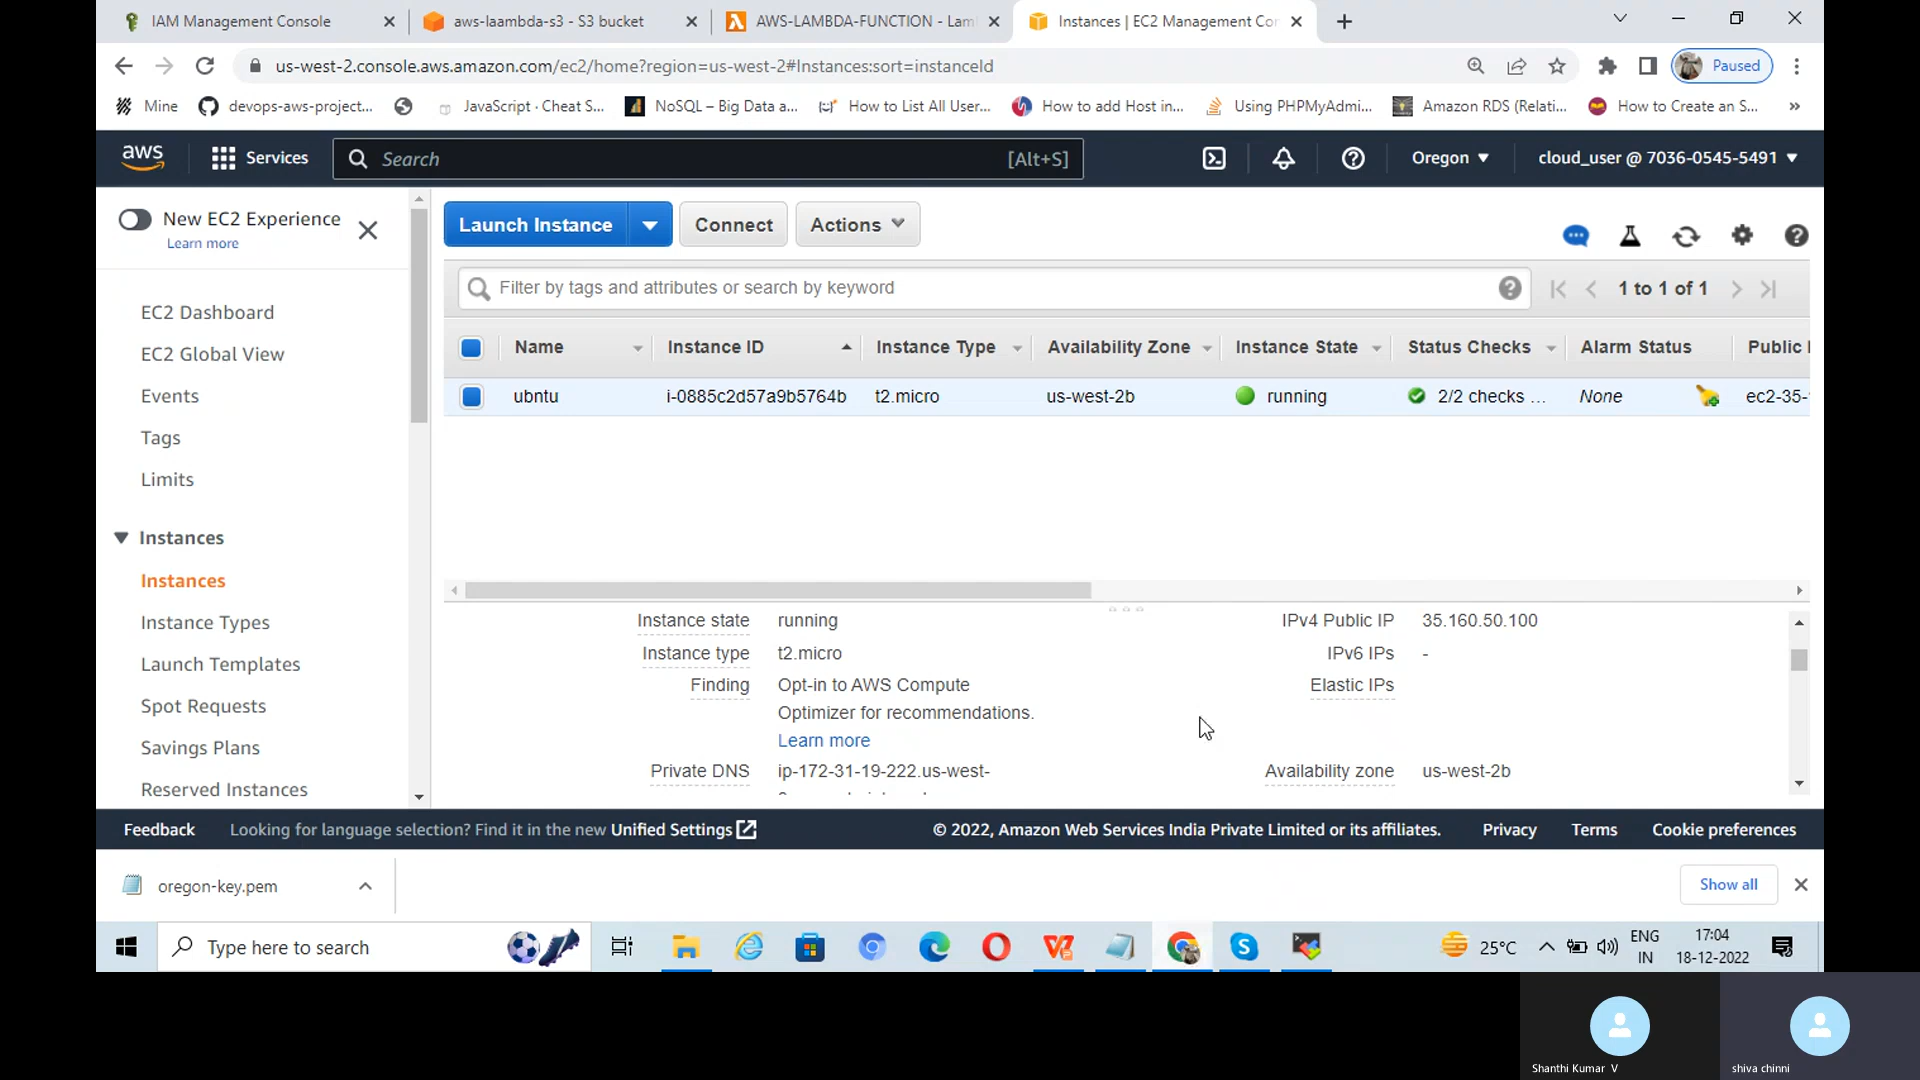 IAM Management Console
aws-laambda-s3 - S3 bucket
AWS-LAMBDA-FUNCTION - Lam
Instances | EC2 Management Co
us-west-2.console.aws.amazon.com/ec2/home?region=us-west-2#Instances:sort=instanceId
Paused
Mine
devops-aws-project...
JavaScript · Cheat S...
NoSQL – Big Data a...
How to List All User...
How to add Host in...
Using PHPMyAdmi...
Amazon RDS (Relati...
How to Create an S...
»
aws
Services
Search
[Alt+S]
Oregon
cloud_user @ 7036-0545-5491
New EC2 Experience
Learn more
EC2 Dashboard
EC2 Global View
Events
Tags
Limits
Instances
Instances
Instance Types
Launch Templates
Spot Requests
Savings Plans
Reserved Instances
Launch Instance
Connect
Actions
Filter by tags and attributes or search by keyword
1 to 1 of 1
Name
Instance ID
Instance Type
Availability Zone
Instance State
Status Checks
Alarm Status
Public
ubntu
i-0885c2d57a9b5764b
t2.micro
us-west-2b
running
2/2 checks ...
None
ec2-35-
Instance state
running
IPv4 Public IP
35.160.50.100
Instance type
t2.micro
IPv6 IPs
-
Finding
Opt-in to AWS Compute
Optimizer for recommendations.
Learn more
Elastic IPs
Private DNS
ip-172-31-19-222.us-west-
Availability zone
us-west-2b
Feedback
Looking for language selection? Find it in the new Unified Settings
© 2022, Amazon Web Services India Private Limited or its affiliates.
Privacy
Terms
Cookie preferences
oregon-key.pem
Show all
Type here to search
25°C
ENG
IN
17:04
18-12-2022
Shanthi Kumar V
shiva chinni